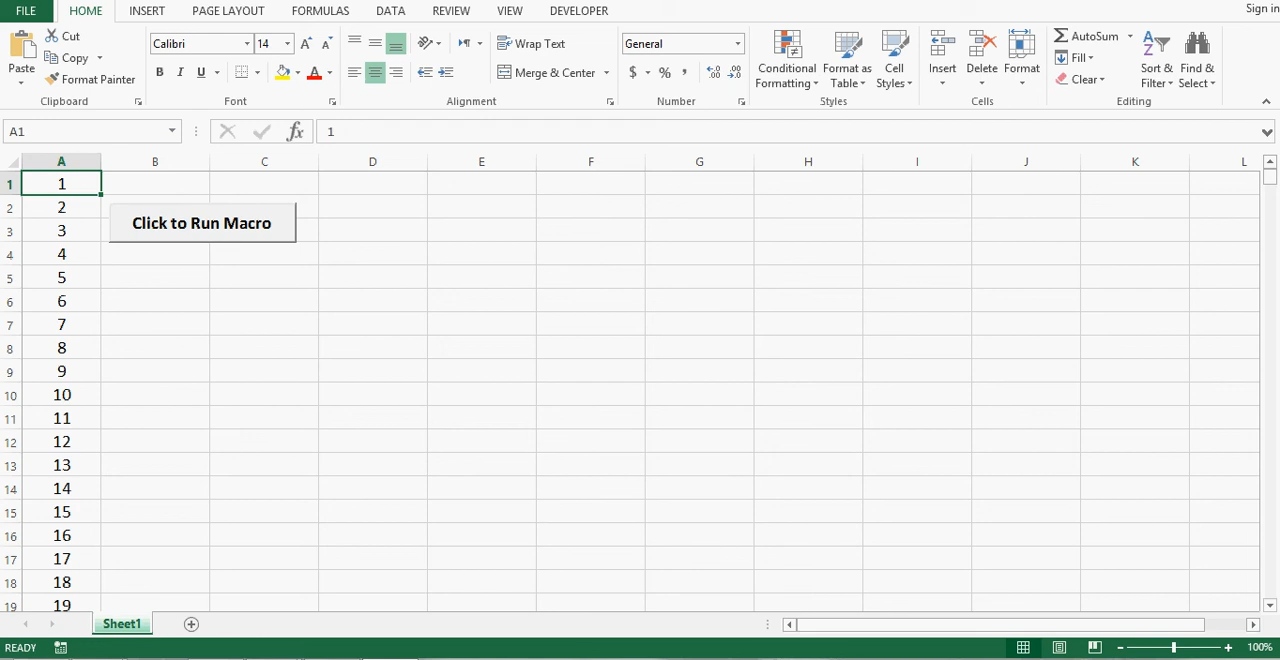 FILE HOME INSERT PAGE LAYOUT FORMULAS DATA REVIEW VIEW DEVELOPER Sign in
Paste
Cut
Copy
Format Painter
Clipboard
Calibri 14
B I U
Font
Wrap Text
Merge & Center
Alignment
General
$ % ,
Number
Conditional Formatting
Format as Table
Cell Styles
Styles
Insert
Delete
Format
Cells
AutoSum
Fill
Clear
Sort & Filter
Find & Select
Editing
A1 fx 1
A B C D E F G H I J K L
1 1
2 2
Click to Run Macro
3 3
4 4
5 5
6 6
7 7
8 8
9 9
10 10
11 11
12 12
13 13
14 14
15 15
16 16
17 17
18 18
19 19
Sheet1
READY 100%